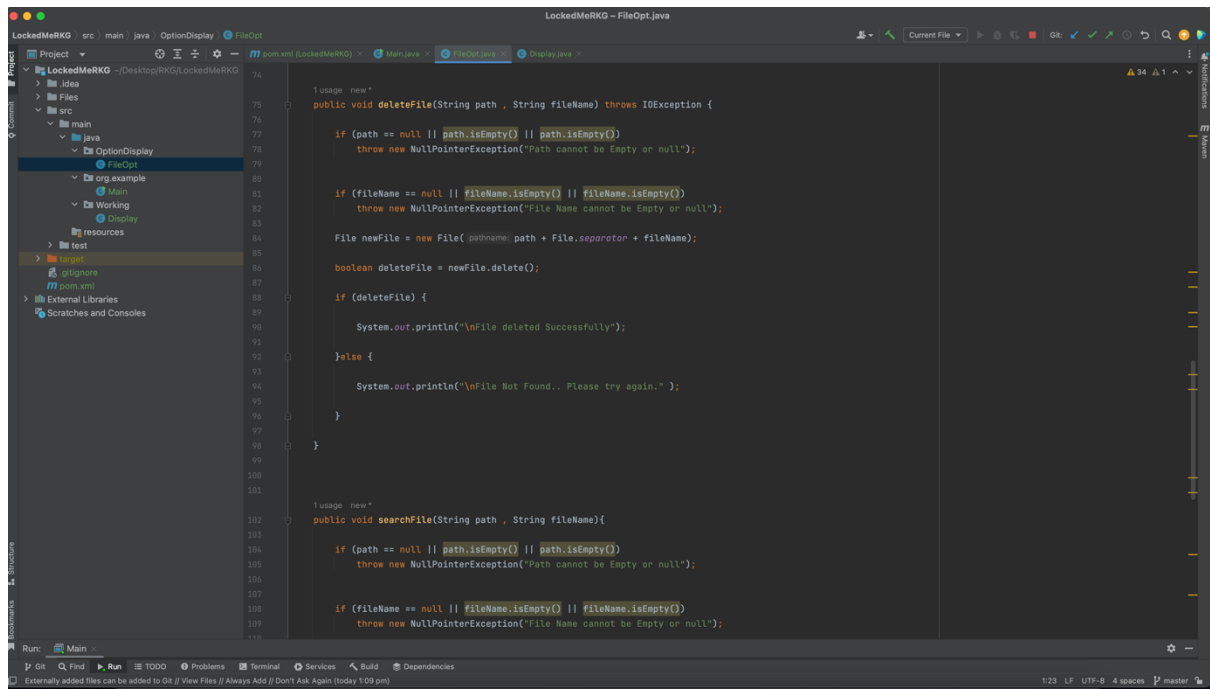 LockedMeRKG – FileOpt.java
LockedMeRKG src main java OptionDisplay FileOpt
Current File Git:
Project
pom.xml (LockedMeRKG) Main.java FileOpt.java Display.java
LockedMeRKG ~/Desktop/RKG/LockedMeRKG
.idea
Files
src
main
java
OptionDisplay
FileOpt
org.example
Main
Working
Display
resources
test
target
.gitignore
pom.xml
External Libraries
Scratches and Consoles
Project
Commit
Structure
Bookmarks
34 1
Notifications
Maven
74
1 usage new *
75 public void deleteFile(String path , String fileName) throws IOException {
76
77 if (path == null || path.isEmpty() || path.isEmpty())
78 throw new NullPointerException("Path cannot be Empty or null");
79
80
81 if (fileName == null || fileName.isEmpty() || fileName.isEmpty())
82 throw new NullPointerException("File Name cannot be Empty or null");
83
84 File newFile = new File( pathname: path + File.separator + fileName);
85
86 boolean deleteFile = newFile.delete();
87
88 if (deleteFile) {
89
90 System.out.println("\nFile deleted Successfully");
91
92 }else {
93
94 System.out.println("\nFile Not Found.. Please try again." );
95
96 }
97
98 }
99
100
101
1 usage new *
102 public void searchFile(String path , String fileName){
103
104 if (path == null || path.isEmpty() || path.isEmpty())
105 throw new NullPointerException("Path cannot be Empty or null");
106
107
108 if (fileName == null || fileName.isEmpty() || fileName.isEmpty())
109 throw new NullPointerException("File Name cannot be Empty or null");
Run: Main
Git Find Run TODO Problems Terminal Services Build Dependencies
Externally added files can be added to Git // View Files // Always Add // Don't Ask Again (today 1:09 pm)
1:23 LF UTF-8 4 spaces master